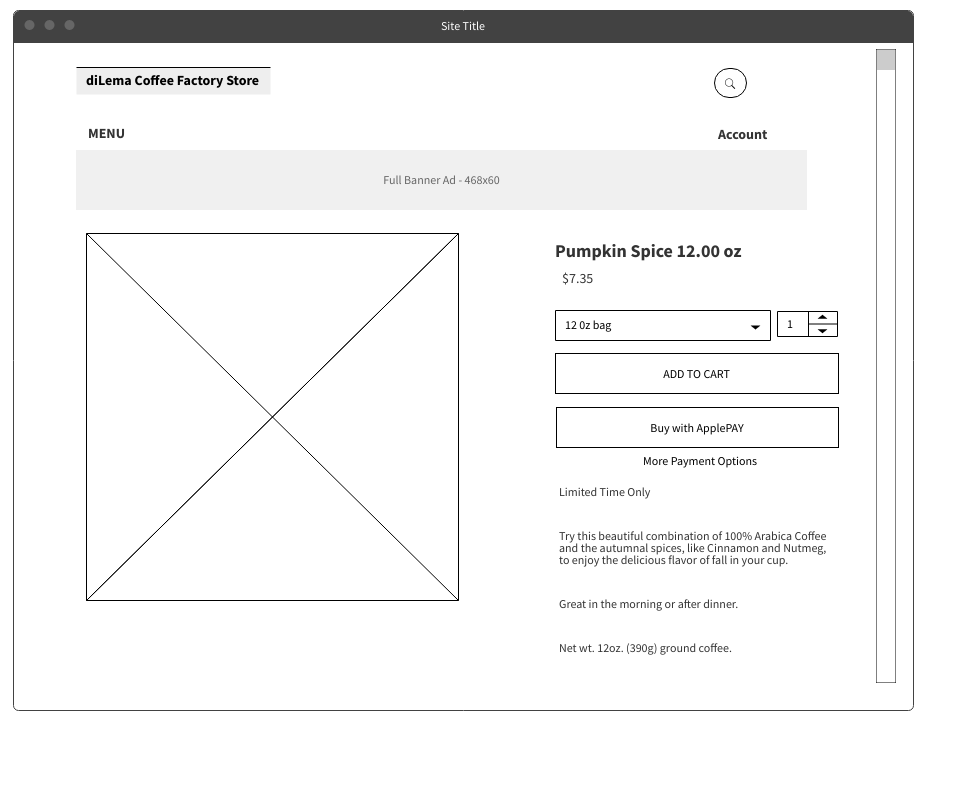 Site Title
diLema Coffee Factory Store
MENU
Account
Full Banner Ad - 468x60
Pumpkin Spice 12.00 oz
$7.35
12 0z bag
1
ADD TO CART
Buy with ApplePAY
More Payment Options
Limited Time Only
Try this beautiful combination of 100% Arabica Coffee
and the autumnal spices, like Cinnamon and Nutmeg,
to enjoy the delicious flavor of fall in your cup.
Great in the morning or after dinner.
Net wt. 12oz. (390g) ground coffee.